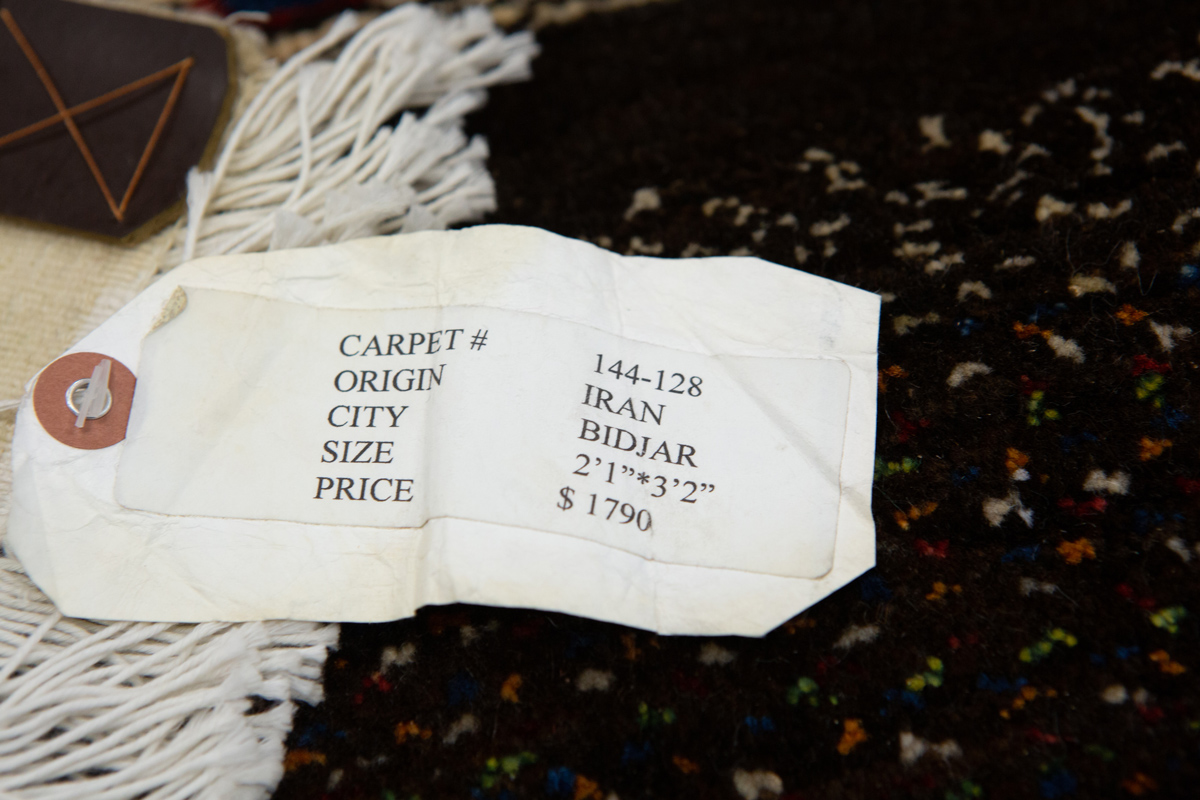 CARPET # 144-128
ORIGIN IRAN
CITY BIDJAR
SIZE 2’1”*3’2”
PRICE $ 1790